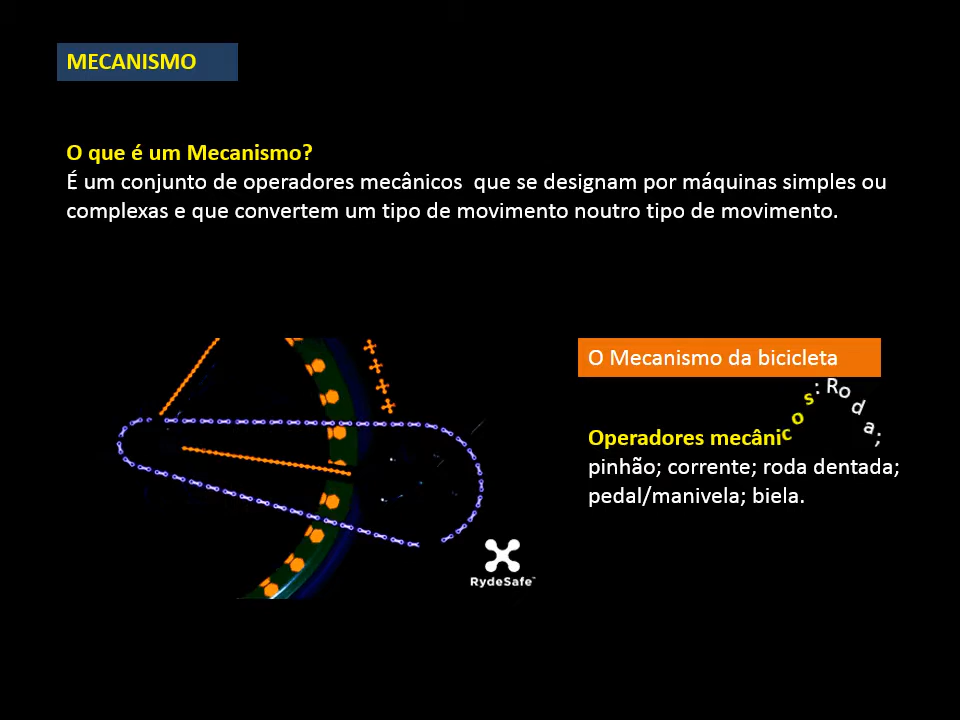 MECANISMO
O que é um Mecanismo?
É um conjunto de operadores mecânicos que se designam por máquinas simples ou
complexas e que convertem um tipo de movimento noutro tipo de movimento.
O Mecanismo da bicicleta
Operadores mecânicos: Roda;
pinhão; corrente; roda dentada;
pedal/manivela; biela.
RydeSafe™